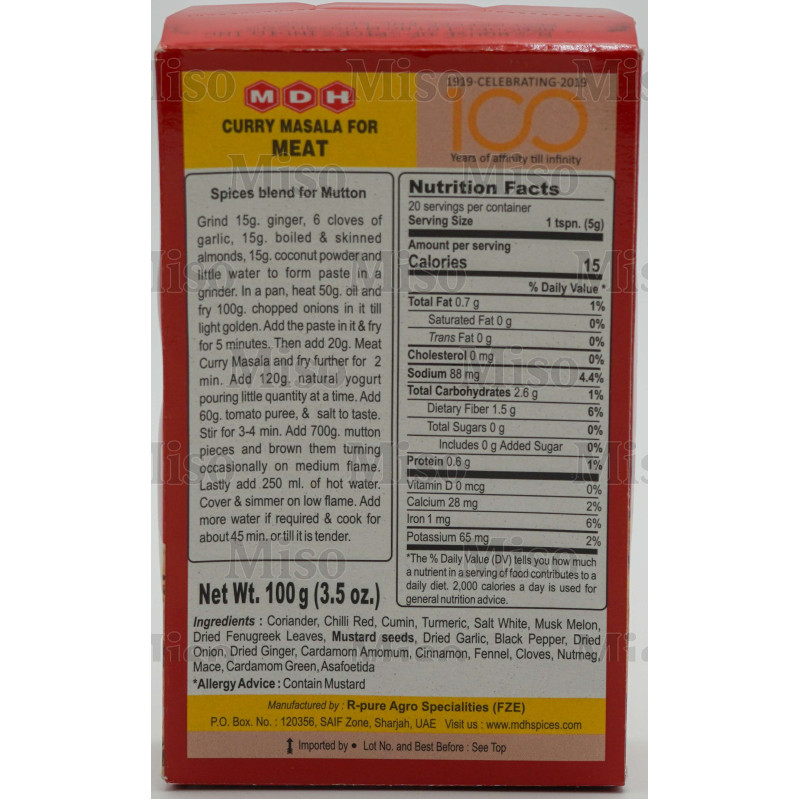 MDH
CURRY MASALA FOR
MEAT
1919-CELEBRATING-2019
100
Years of affinity till infinity
Spices blend for Mutton
Grind 15g. ginger, 6 cloves of
garlic, 15g. boiled & skinned
almonds, 15g. coconut powder and
little water to form paste in a
grinder. In a pan, heat 50g. oil and
fry 100g. chopped onions in it till
light golden. Add the paste in it & fry
for 5 minutes. Then add 20g. Meat
Curry Masala and fry further for 2
min. Add 120g. natural yogurt
pouring little quantity at a time. Add
60g. tomato puree, & salt to taste.
Stir for 3-4 min. Add 700g. mutton
pieces and brown them turning
occasionally on medium flame.
Lastly add 250 ml. of hot water.
Cover & simmer on low flame. Add
more water if required & cook for
about 45 min. or till it is tender.
Net Wt. 100 g (3.5 oz.)
Nutrition Facts
20 servings per container
Serving Size 1 tspn. (5g)
Amount per serving
Calories 15
% Daily Value *
Total Fat 0.7 g 1%
Saturated Fat 0 g 0%
Trans Fat 0 g 0%
Cholesterol 0 mg 0%
Sodium 88 mg 4.4%
Total Carbohydrates 2.6 g 1%
Dietary Fiber 1.5 g 6%
Total Sugars 0 g 0%
Includes 0 g Added Sugar 0%
Protein 0.6 g 1%
Vitamin D 0 mcg 0%
Calcium 28 mg 2%
Iron 1 mg 6%
Potassium 65 mg 2%
*The % Daily Value (DV) tells you how much
a nutrient in a serving of food contributes to a
daily diet. 2,000 calories a day is used for
general nutrition advice.
Ingredients : Coriander, Chilli Red, Cumin, Turmeric, Salt White, Musk Melon,
Dried Fenugreek Leaves, Mustard seeds, Dried Garlic, Black Pepper, Dried
Onion, Dried Ginger, Cardamom Amomum, Cinnamon, Fennel, Cloves, Nutmeg,
Mace, Cardamom Green, Asafoetida
*Allergy Advice : Contain Mustard
Manufactured by : R-pure Agro Specialities (FZE)
P.O. Box. No. : 120356, SAIF Zone, Sharjah, UAE Visit us : www.mdhspices.com
Imported by • Lot No. and Best Before : See Top
Miso